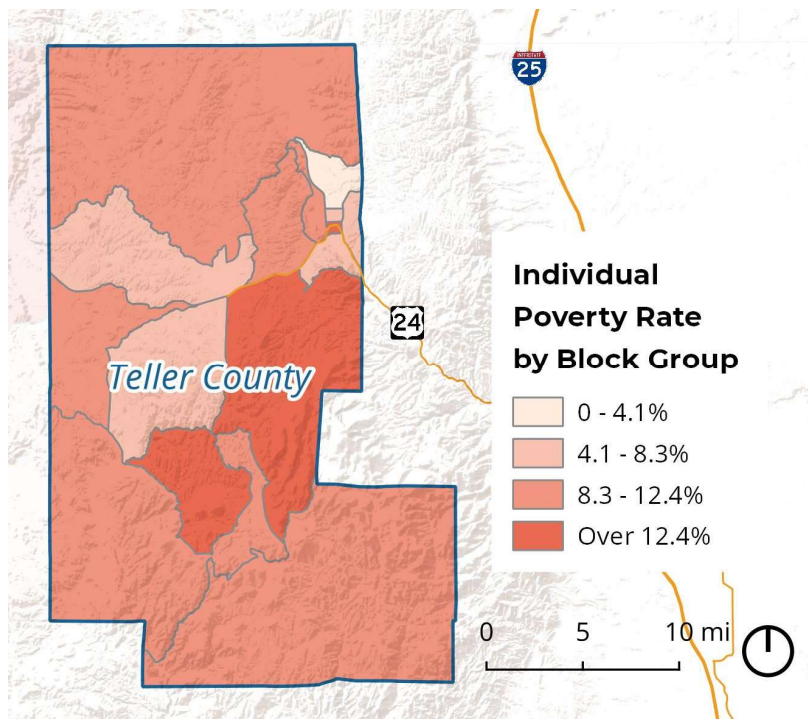 INTERSTATE
25
24
Teller County
Individual
Poverty Rate
by Block Group
0 - 4.1%
4.1 - 8.3%
8.3 - 12.4%
Over 12.4%
0 5 10 mi